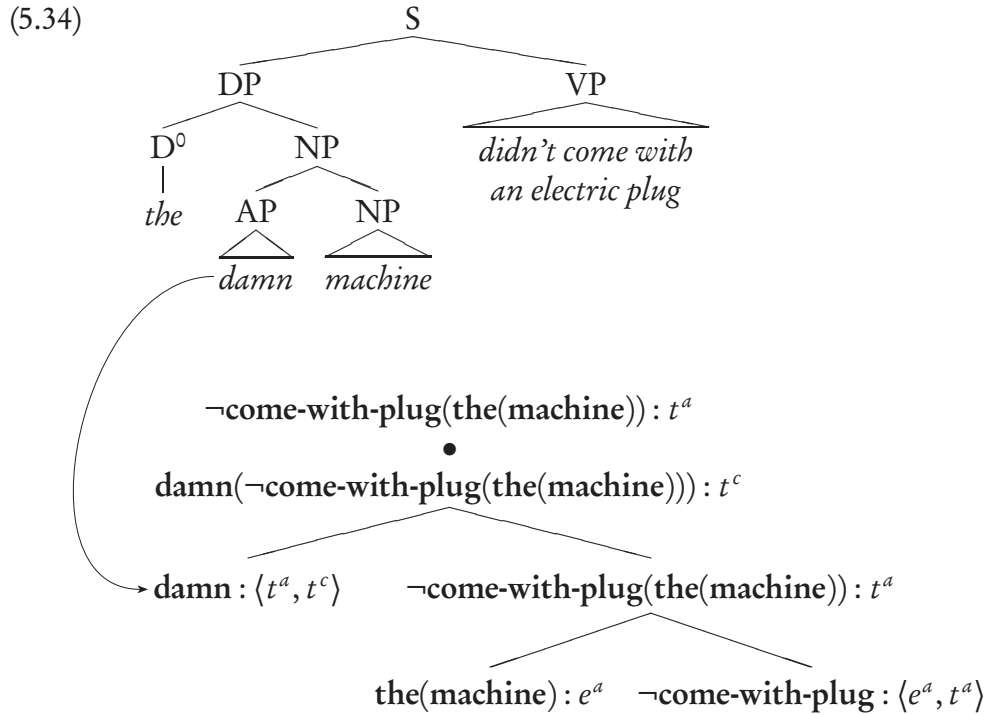 (5.34)
S
DP VP
D⁰ NP
didn't come with
an electric plug
the AP NP
damn machine
¬come-with-plug(the(machine)) : tᵃ
•
damn(¬come-with-plug(the(machine))) : tᶜ
damn : ⟨tᵃ, tᶜ⟩ ¬come-with-plug(the(machine)) : tᵃ
the(machine) : eᵃ ¬come-with-plug : ⟨eᵃ, tᵃ⟩